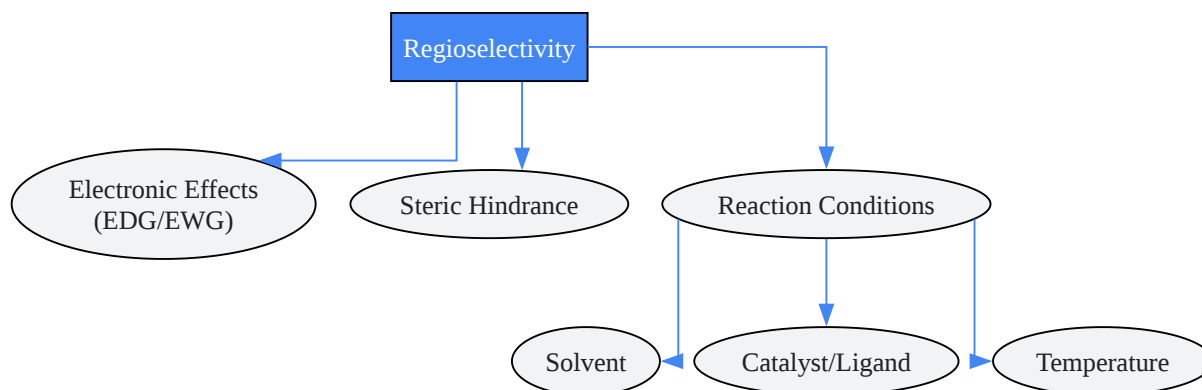 Regioselectivity
Electronic Effects
(EDG/EWG)
Steric Hindrance
Reaction Conditions
Solvent
Catalyst/Ligand
Temperature